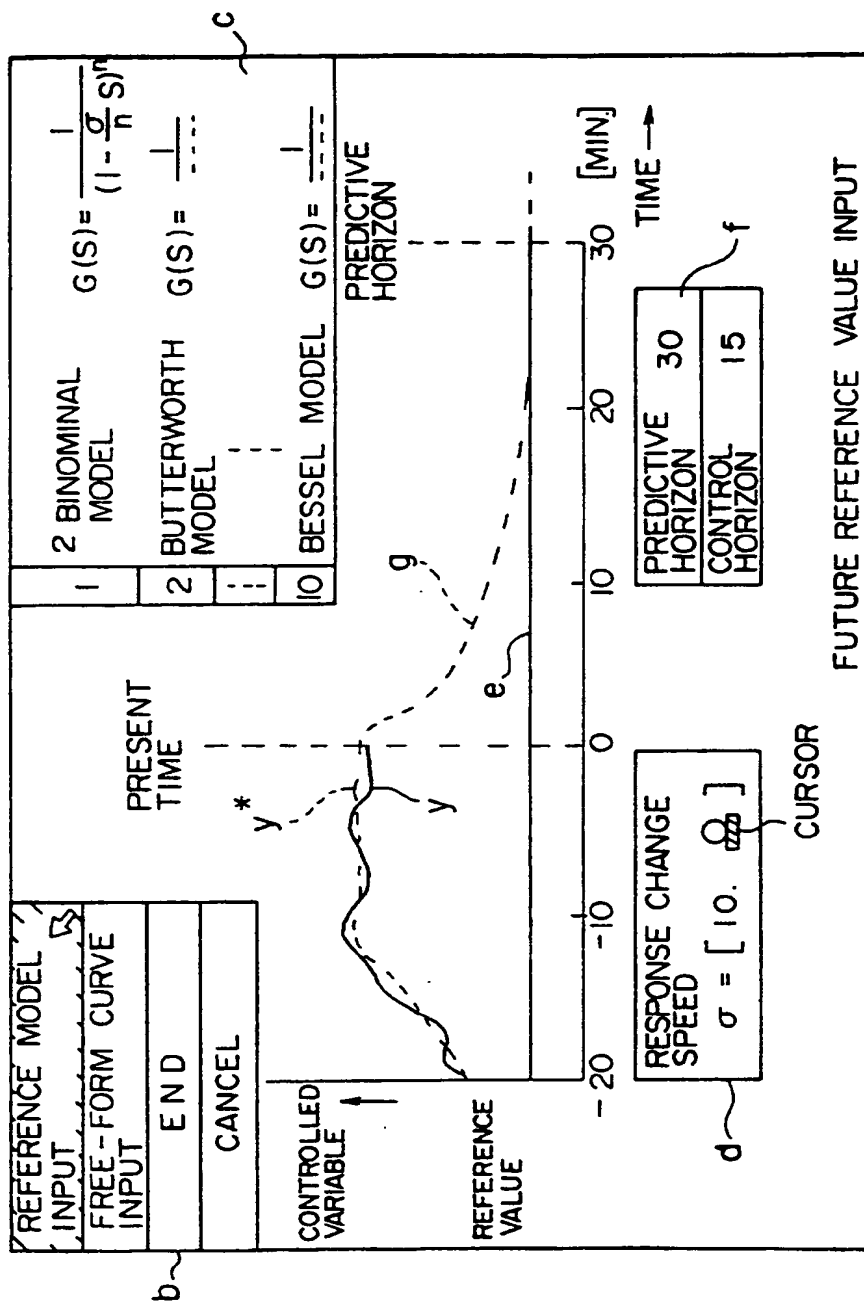 REFERENCE MODEL
INPUT
FREE-FORM CURVE
INPUT
END
CANCEL
b
PRESENT
TIME
1
2 BINOMINAL
MODEL
G(S)= 1 / (1 - σ/n S)^n
2
BUTTERWORTH
MODEL
G(S)= 1
10
BESSEL MODEL
G(S)= 1
c
CONTROLLED
VARIABLE
REFERENCE
VALUE
y*
y
g
e
PREDICTIVE
HORIZON
-20
-10
0
10
20
30
[MIN.]
TIME
RESPONSE CHANGE
SPEED
σ = [ 10. ]
d
CURSOR
PREDICTIVE
HORIZON
30
CONTROL
HORIZON
15
f
FUTURE REFERENCE VALUE INPUT